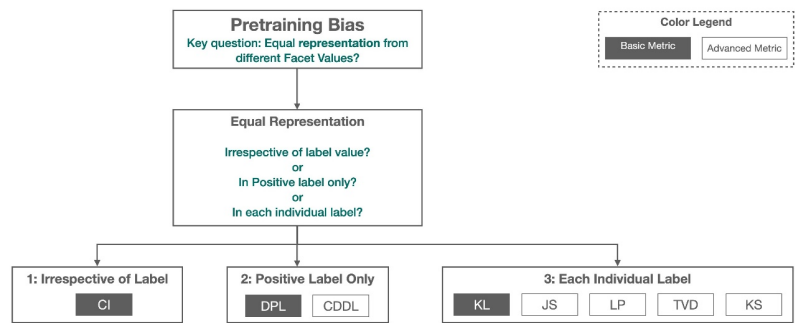 Pretraining Bias
Key question: Equal representation from
different Facet Values?
Color Legend
Basic Metric
Advanced Metric
Equal Representation
Irrespective of label value?
or
In Positive label only?
or
In each individual label?
1: Irrespective of Label
CI
2: Positive Label Only
DPL
CDDL
3: Each Individual Label
KL
JS
LP
TVD
KS